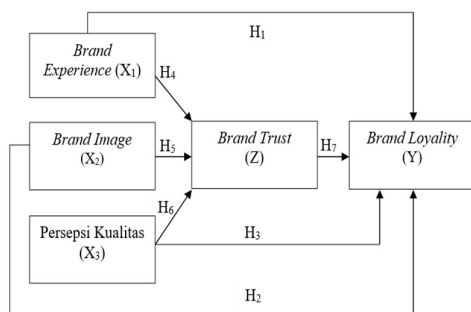 H₁
Brand
Experience (X₁)
H₄
Brand Image
(X₂)
H₅
Brand Trust
(Z)
H₇
Brand Loyality
(Y)
H₆
Persepsi Kualitas
(X₃)
H₃
H₂